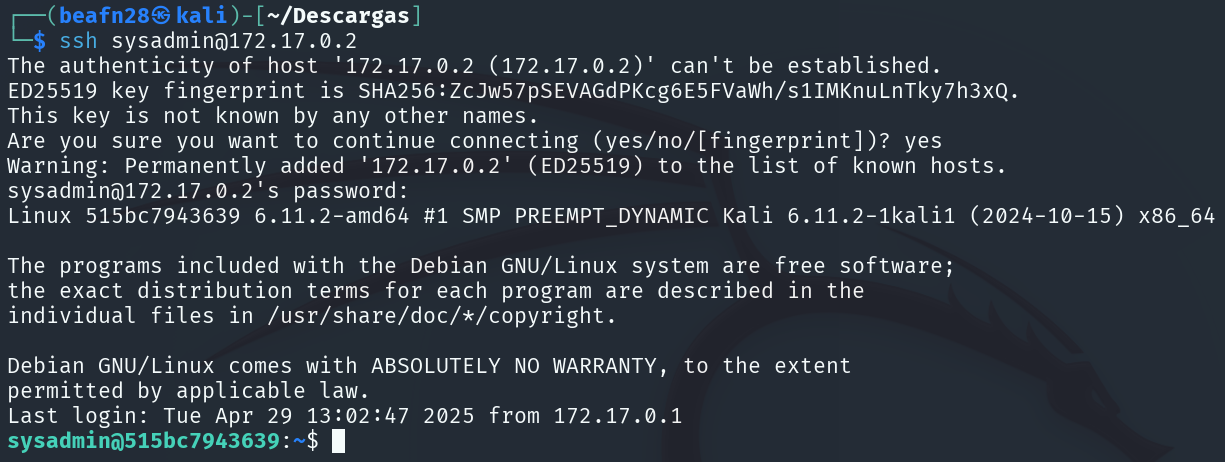 ┌──(beafn28㉿kali)-[~/Descargas]
└─$ ssh sysadmin@172.17.0.2
The authenticity of host '172.17.0.2 (172.17.0.2)' can't be established.
ED25519 key fingerprint is SHA256:ZcJw57pSEVAGdPKcg6E5FVaWh/s1IMKnuLnTky7h3xQ.
This key is not known by any other names.
Are you sure you want to continue connecting (yes/no/[fingerprint])? yes
Warning: Permanently added '172.17.0.2' (ED25519) to the list of known hosts.
sysadmin@172.17.0.2's password:
Linux 515bc7943639 6.11.2-amd64 #1 SMP PREEMPT_DYNAMIC Kali 6.11.2-1kali1 (2024-10-15) x86_64

The programs included with the Debian GNU/Linux system are free software;
the exact distribution terms for each program are described in the
individual files in /usr/share/doc/*/copyright.

Debian GNU/Linux comes with ABSOLUTELY NO WARRANTY, to the extent
permitted by applicable law.
Last login: Tue Apr 29 13:02:47 2025 from 172.17.0.1
sysadmin@515bc7943639:~$